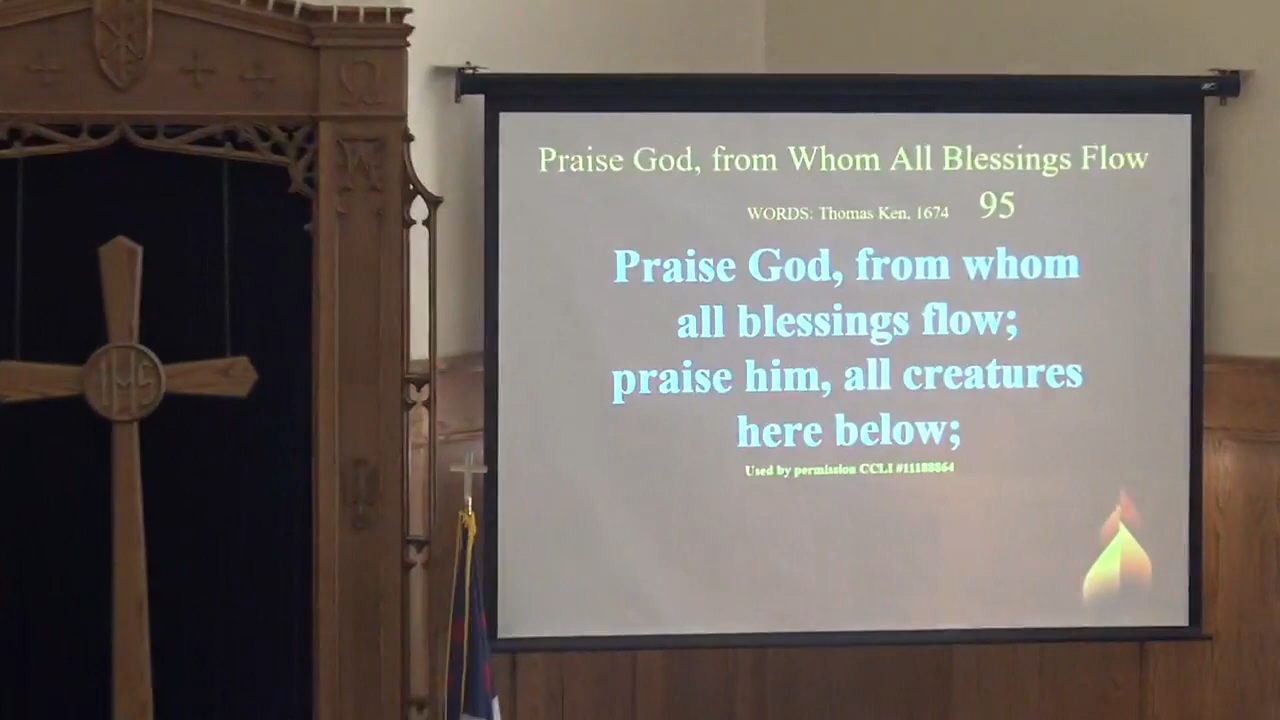 Praise God, from Whom All Blessings Flow
WORDS: Thomas Ken, 1674 95
Praise God, from whom
all blessings flow;
praise him, all creatures
here below;
Used by permission CCLI #11188864
IHS
Ω